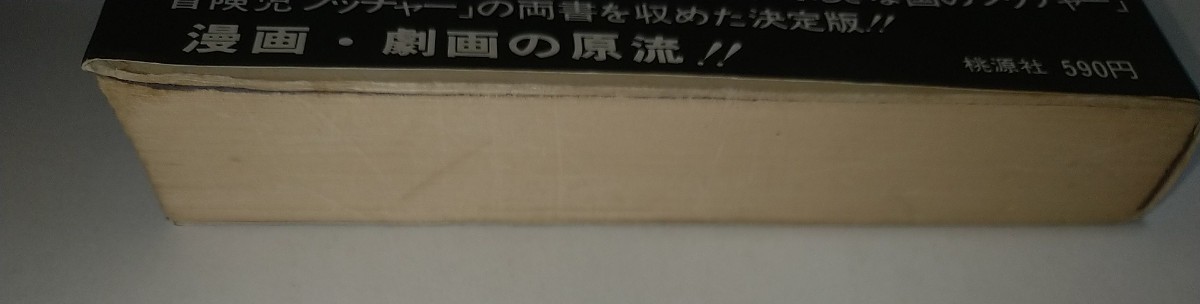 冒険児プッチャー」の両書を収めた決定版!!
漫画・劇画の原流!!
桃源社 590円